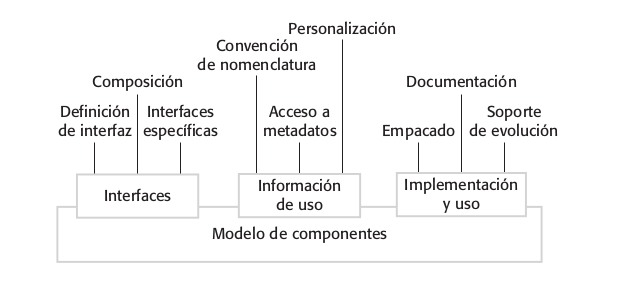 Personalización
Convención
de nomenclatura
Composición
Documentación
Definición
de interfaz
Interfaces
específicas
Acceso a
metadatos
Empacado
Soporte
de evolución
Interfaces
Información
de uso
Implementación
y uso
Modelo de componentes